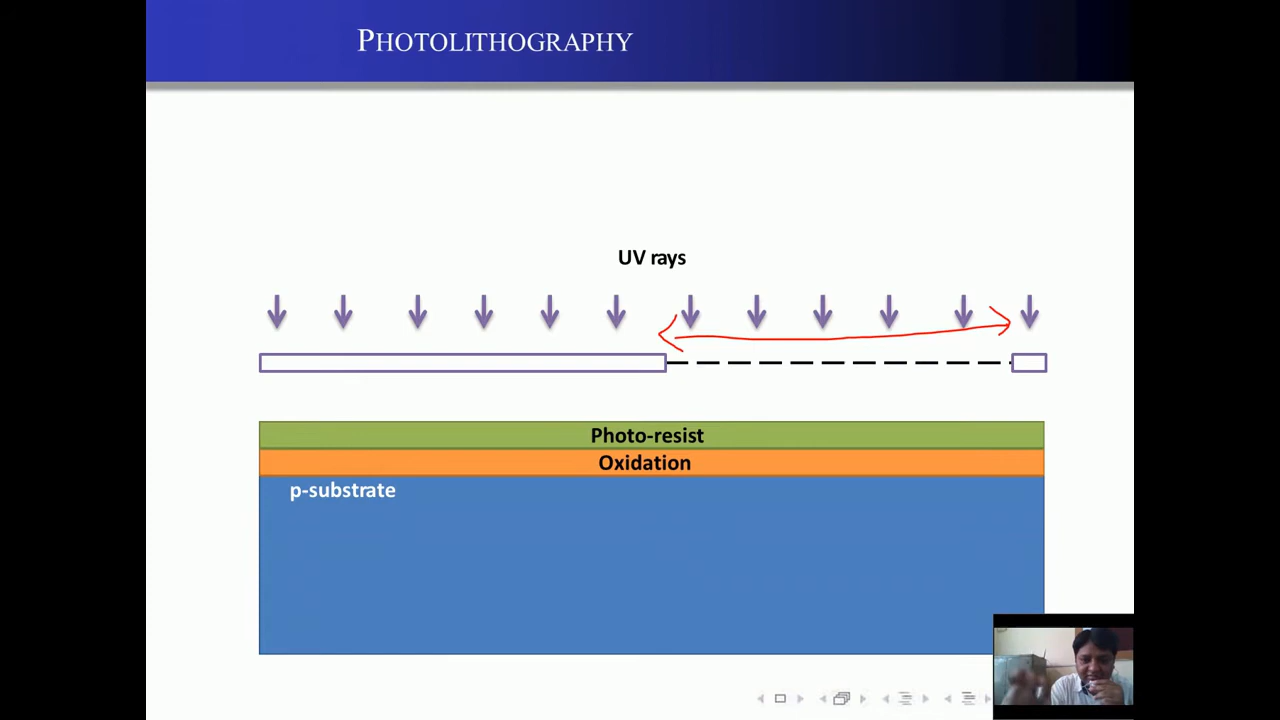 PHOTOLITHOGRAPHY
UV rays
Photo-resist
Oxidation
p-substrate